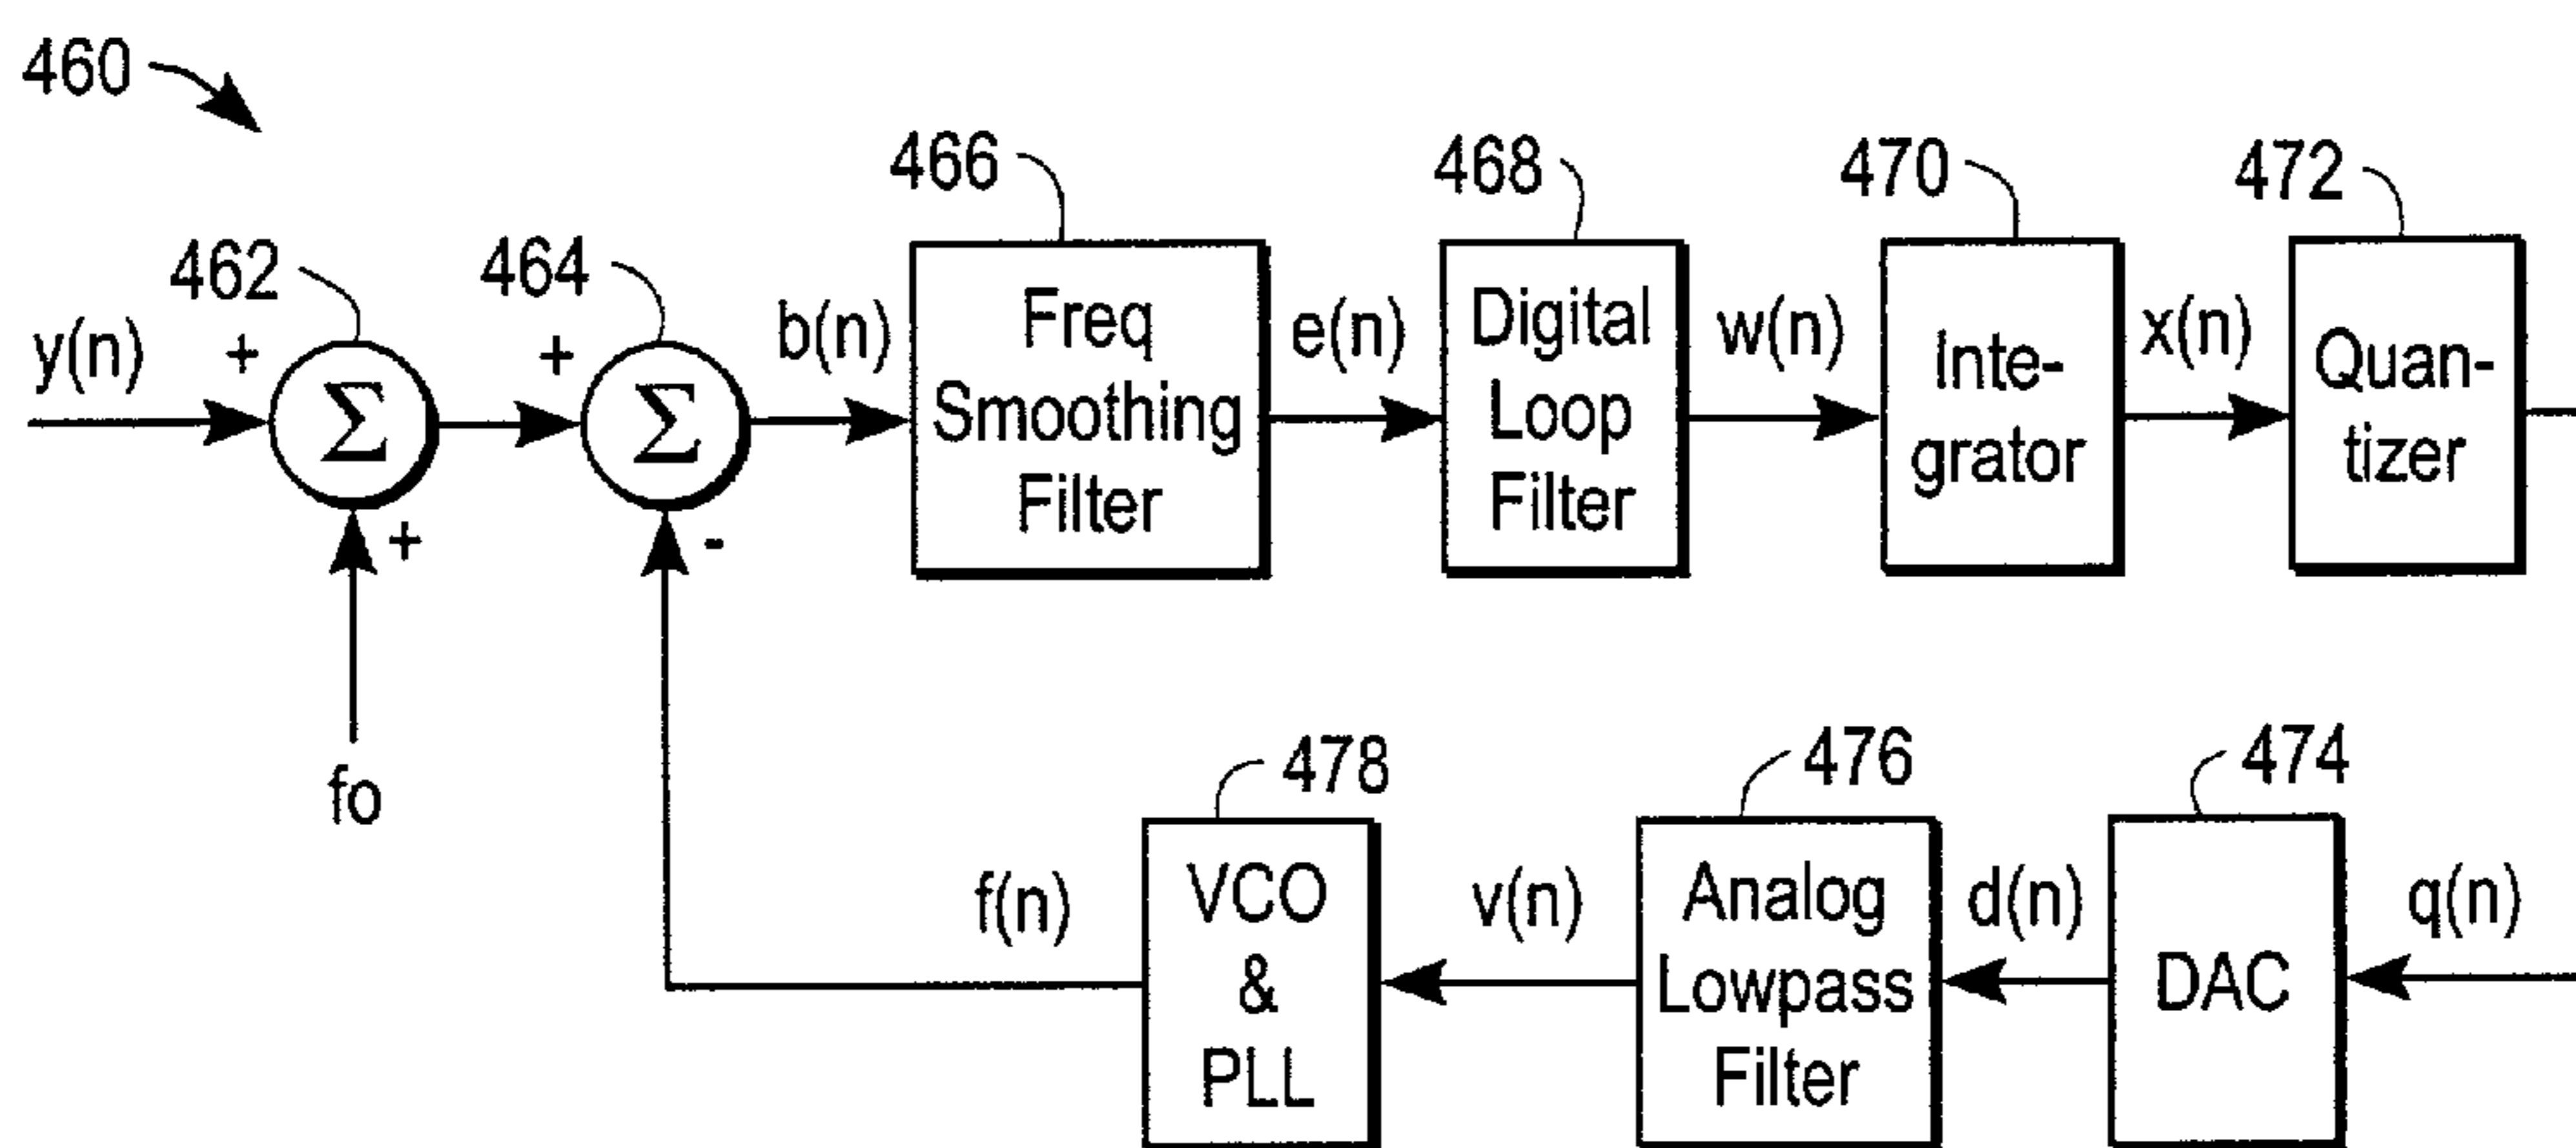 460
466
468
470
472
462
464
y(n)
+
+
b(n)
e(n)
w(n)
x(n)
Σ
Σ
Freq
Smoothing
Filter
Digital
Loop
Filter
Inte-
grator
Quan-
tizer
+
-
fo
478
476
474
f(n)
v(n)
d(n)
q(n)
VCO
&
PLL
Analog
Lowpass
Filter
DAC